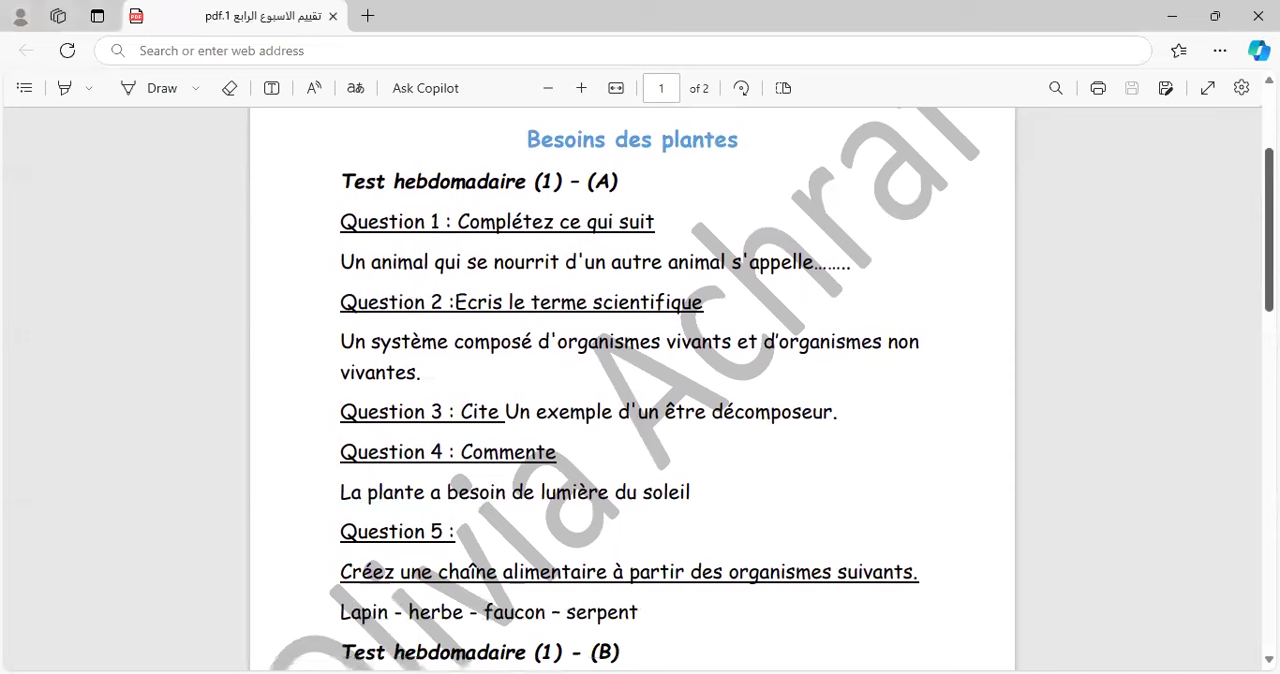 تقييم الاسبوع الرابع 1.pdf
Search or enter web address
Draw
Ask Copilot
1 of 2
Besoins des plantes
Test hebdomadaire (1) – (A)
Question 1 : Complétez ce qui suit
Un animal qui se nourrit d'un autre animal s'appelle……..
Question 2 :Ecris le terme scientifique
Un système composé d'organismes vivants et d’organismes non
vivantes.
Question 3 : Cite Un exemple d'un être décomposeur.
Question 4 : Commente
La plante a besoin de lumière du soleil
Question 5 :
Créez une chaîne alimentaire à partir des organismes suivants.
Lapin - herbe - faucon – serpent
Test hebdomadaire (1) - (B)